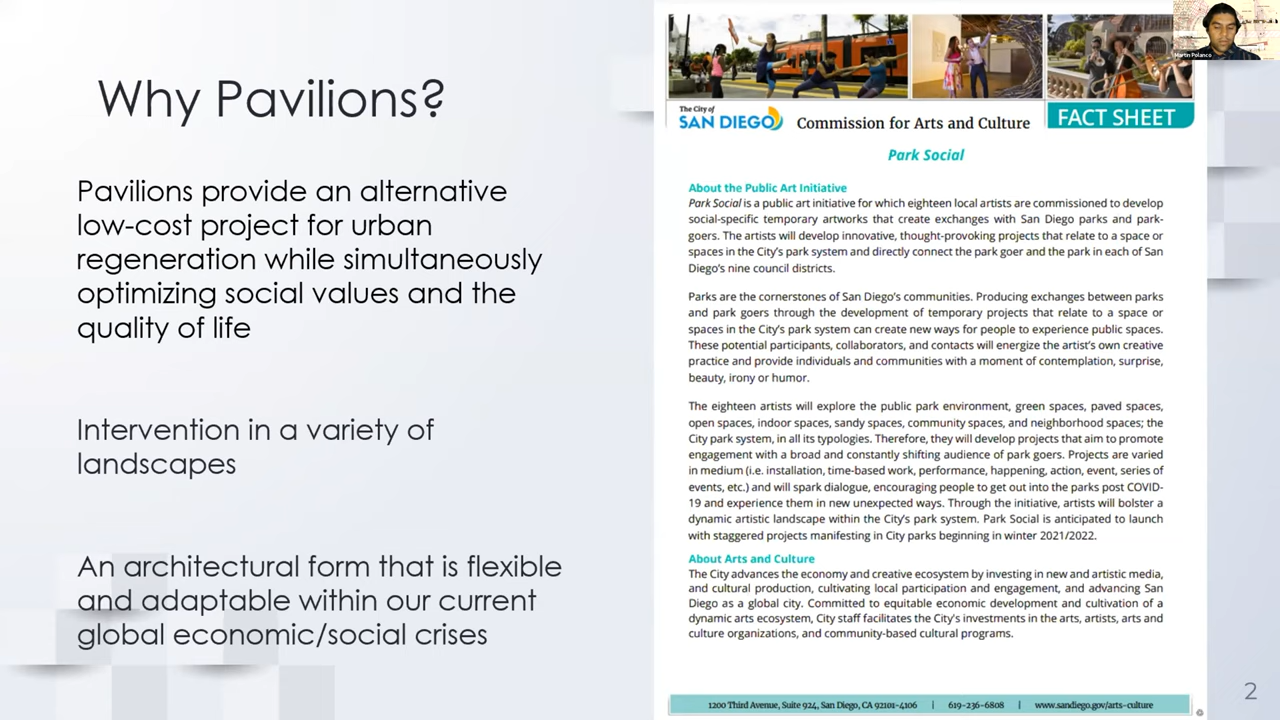 Why Pavilions?
Pavilions provide an alternative
low-cost project for urban
regeneration while simultaneously
optimizing social values and the
quality of life
Intervention in a variety of
landscapes
An architectural form that is flexible
and adaptable within our current
global economic/social crises
The City of
SAN DIEGO
Commission for Arts and Culture
FACT SHEET
Park Social
About the Public Art Initiative
Park Social is a public art initiative for which eighteen local artists are commissioned to develop
social-specific temporary artworks that create exchanges with San Diego parks and park-
goers. The artists will develop innovative, thought-provoking projects that relate to a space or
spaces in the City's park system and directly connect the park goer and the park in each of San
Diego's nine council districts.
Parks are the cornerstones of San Diego's communities. Producing exchanges between parks
and park goers through the development of temporary projects that relate to a space or
spaces in the City's park system can create new ways for people to experience public spaces.
These potential participants, collaborators, and contacts will energize the artist's own creative
practice and provide individuals and communities with a moment of contemplation, surprise,
beauty, irony or humor.
The eighteen artists will explore the public park environment, green spaces, paved spaces,
open spaces, indoor spaces, sandy spaces, community spaces, and neighborhood spaces; the
City park system, in all its typologies. Therefore, they will develop projects that aim to promote
engagement with a broad and constantly shifting audience of park goers. Projects are varied
in medium (i.e. installation, time-based work, performance, happening, action, event, series of
events, etc.) and will spark dialogue, encouraging people to get out into the parks post COVID-
19 and experience them in new unexpected ways. Through the initiative, artists will bolster a
dynamic artistic landscape within the City's park system. Park Social is anticipated to launch
with staggered projects manifesting in City parks beginning in winter 2021/2022.
About Arts and Culture
The City advances the economy and creative ecosystem by investing in new and artistic media,
and cultural production, cultivating local participation and engagement, and advancing San
Diego as a global city. Committed to equitable economic development and cultivation of a
dynamic arts ecosystem, City staff facilitates the City's investments in the arts, artists, arts and
culture organizations, and community-based cultural programs.
1200 Third Avenue, Suite 924, San Diego, CA 92101-4106 | 619-236-6808 | www.sandiego.gov/arts-culture
Martin Polanco
2